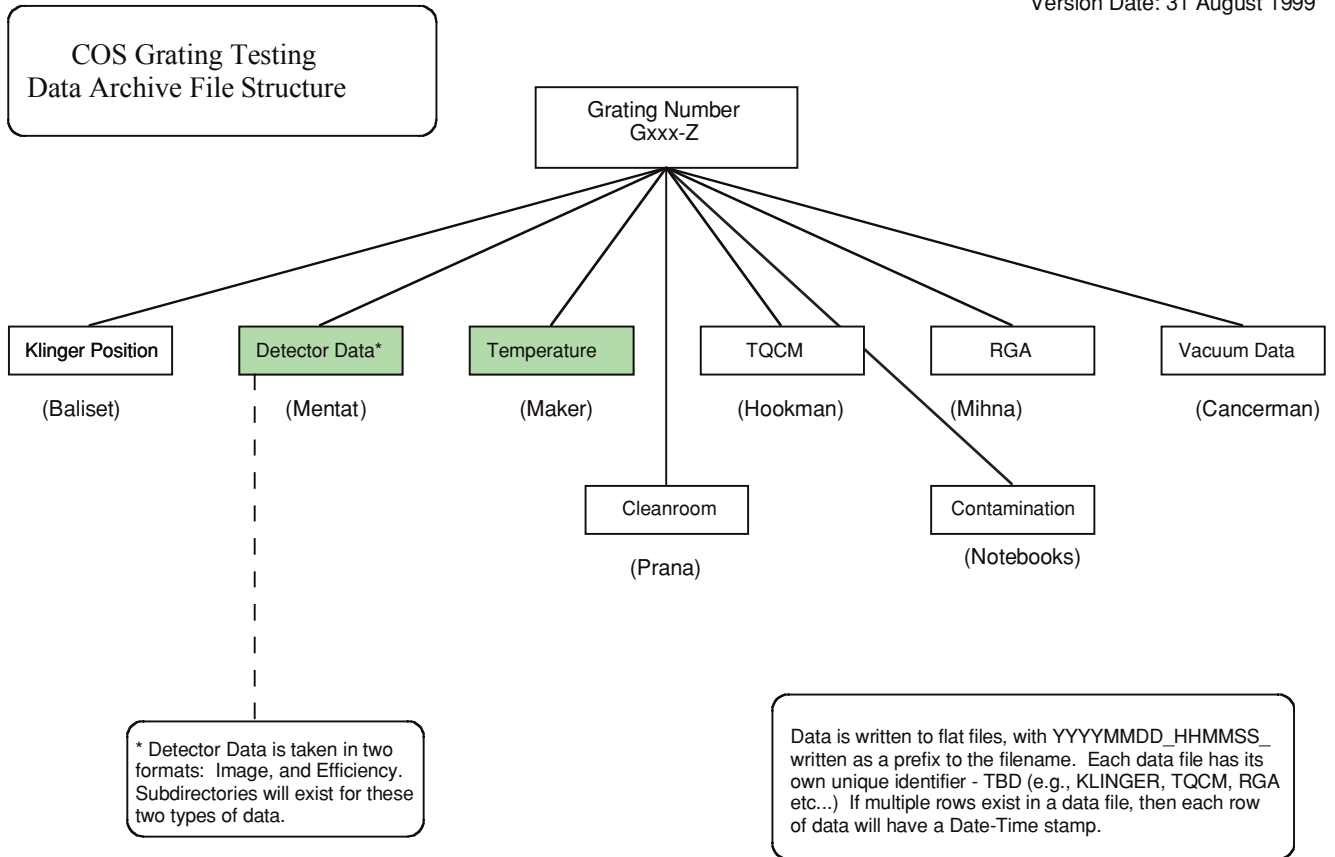 Version Date: 31 August 1999
COS Grating Testing
Data Archive File Structure
Grating Number
Gxxx-Z
Klinger Position
Detector Data*
Temperature
TQCM
RGA
Vacuum Data
(Baliset)
(Mentat)
(Maker)
(Hookman)
(Mihna)
(Cancerman)
Cleanroom
Contamination
(Prana)
(Notebooks)
* Detector Data is taken in two
formats: Image, and Efficiency.
Subdirectories will exist for these
two types of data.
Data is written to flat files, with YYYYMMDD_HHMMSS_
written as a prefix to the filename. Each data file has its
own unique identifier - TBD (e.g., KLINGER, TQCM, RGA
etc...) If multiple rows exist in a data file, then each row
of data will have a Date-Time stamp.